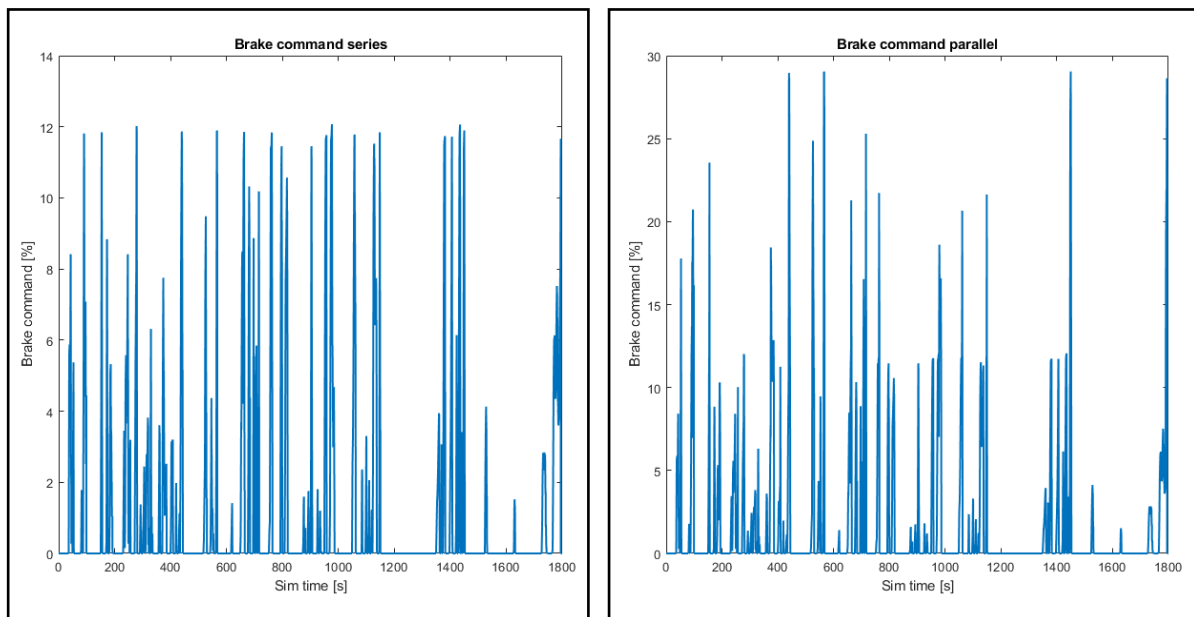 Brake command series
14
12
10
8
6
4
2
0
Brake command [%]
0 200 400 600 800 1000 1200 1400 1600 1800
Sim time [s]
Brake command parallel
30
25
20
15
10
5
0
Brake command [%]
0 200 400 600 800 1000 1200 1400 1600 1800
Sim time [s]